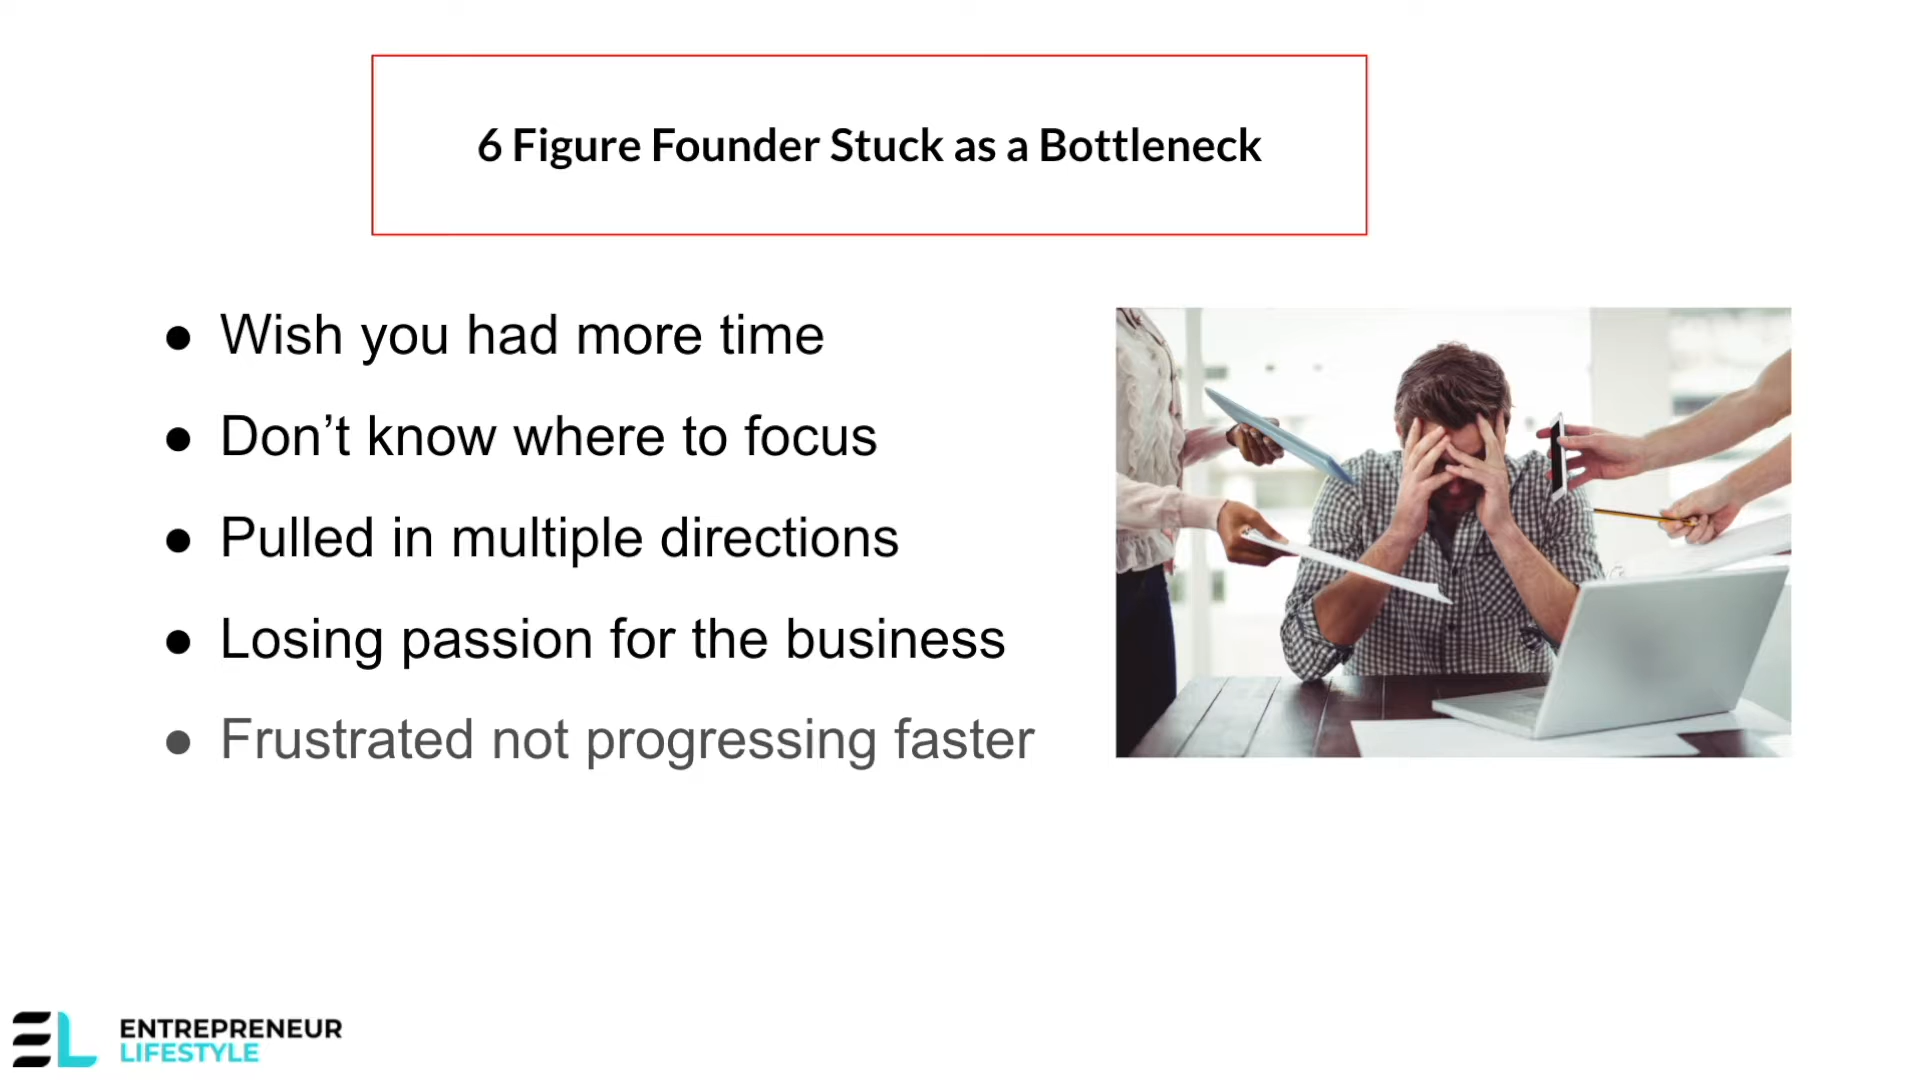 6 Figure Founder Stuck as a Bottleneck
● Wish you had more time
● Don’t know where to focus
● Pulled in multiple directions
● Losing passion for the business
● Frustrated not progressing faster
EL
ENTREPRENEUR
LIFESTYLE